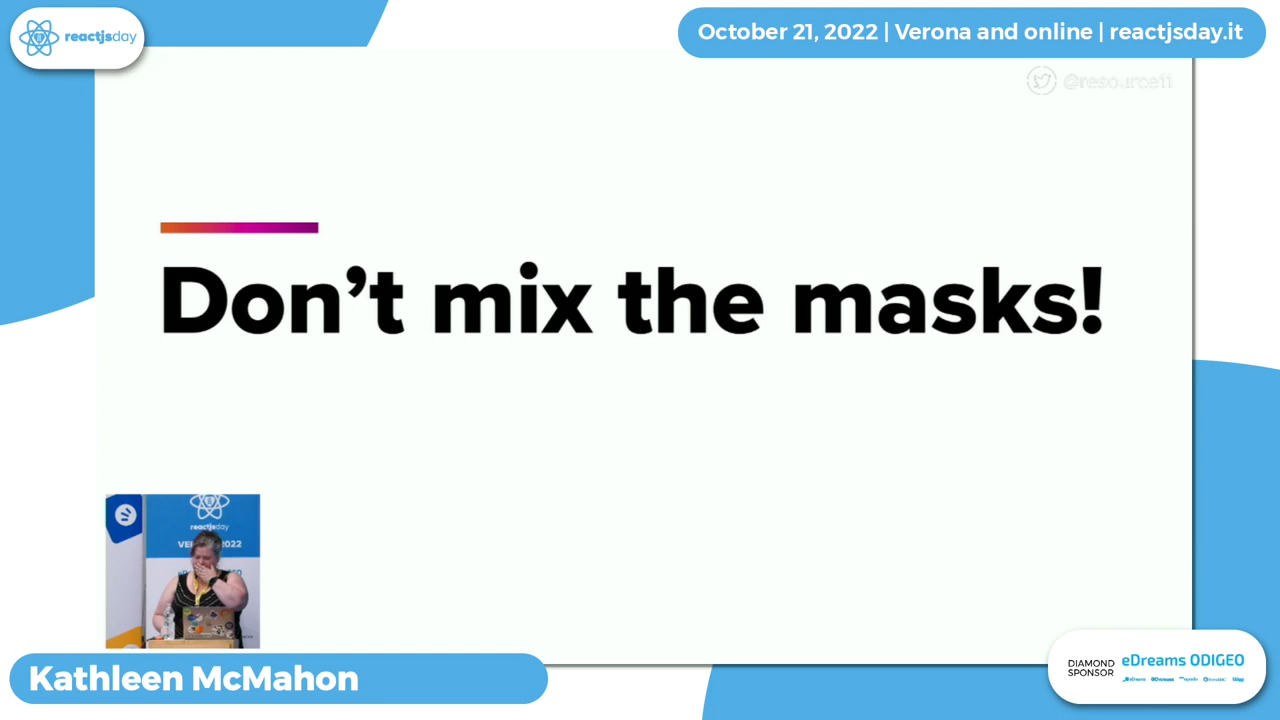 reactjsday
October 21, 2022 | Verona and online | reactjsday.it
@resource11
Don’t mix the masks!
reactjsday
2022
Kathleen McMahon
DIAMOND
SPONSOR
eDreams ODIGEO